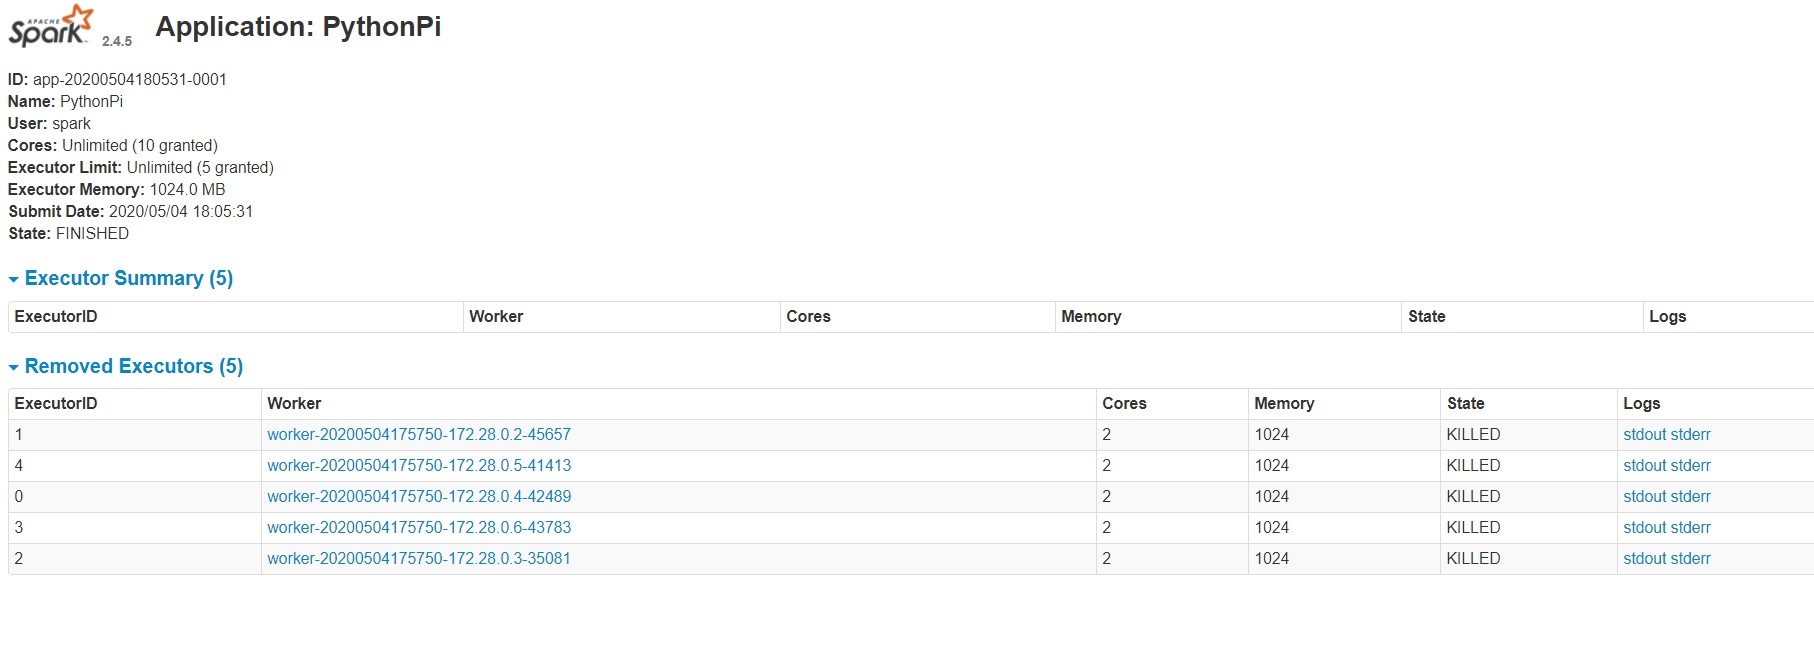 APACHE
Spark 2.4.5 Application: PythonPi
ID: app-20200504180531-0001
Name: PythonPi
User: spark
Cores: Unlimited (10 granted)
Executor Limit: Unlimited (5 granted)
Executor Memory: 1024.0 MB
Submit Date: 2020/05/04 18:05:31
State: FINISHED
Executor Summary (5)
ExecutorID Worker Cores Memory State Logs
Removed Executors (5)
ExecutorID Worker Cores Memory State Logs
1 worker-20200504175750-172.28.0.2-45657 2 1024 KILLED stdout stderr
4 worker-20200504175750-172.28.0.5-41413 2 1024 KILLED stdout stderr
0 worker-20200504175750-172.28.0.4-42489 2 1024 KILLED stdout stderr
3 worker-20200504175750-172.28.0.6-43783 2 1024 KILLED stdout stderr
2 worker-20200504175750-172.28.0.3-35081 2 1024 KILLED stdout stderr